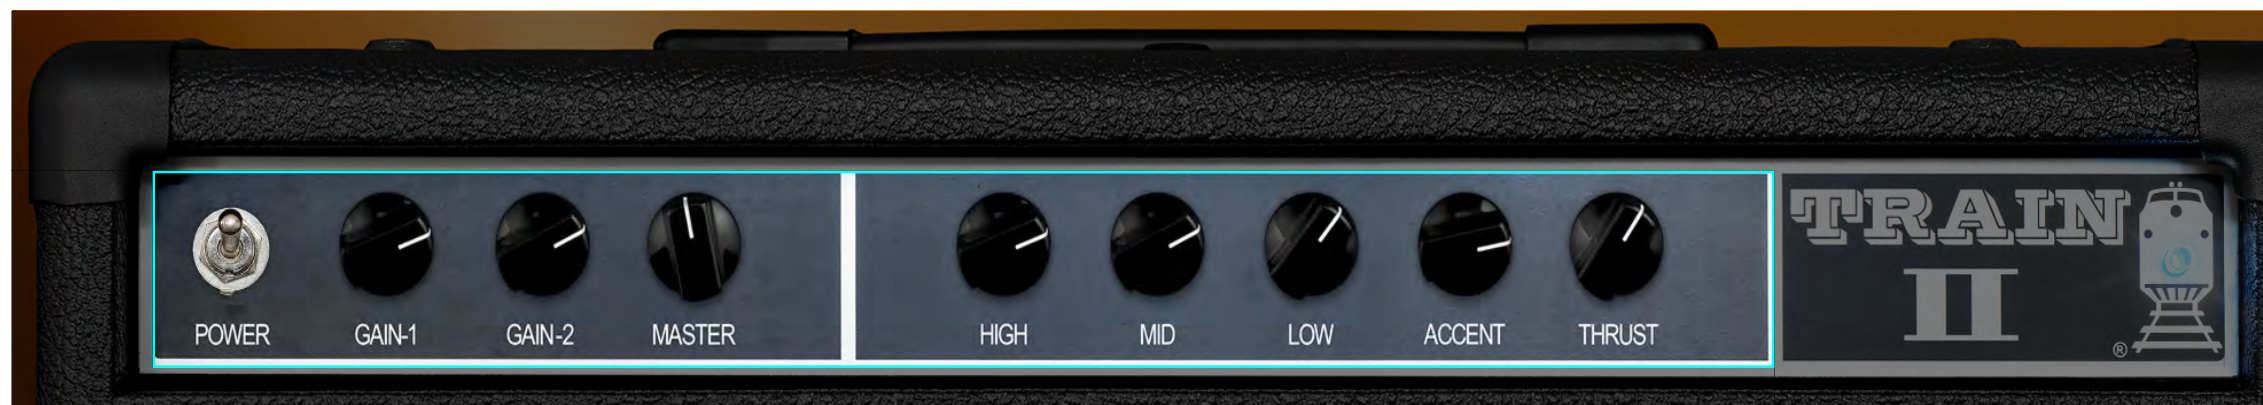 POWER GAIN-1 GAIN-2 MASTER HIGH MID LOW ACCENT THRUST
TRAIN
II
®